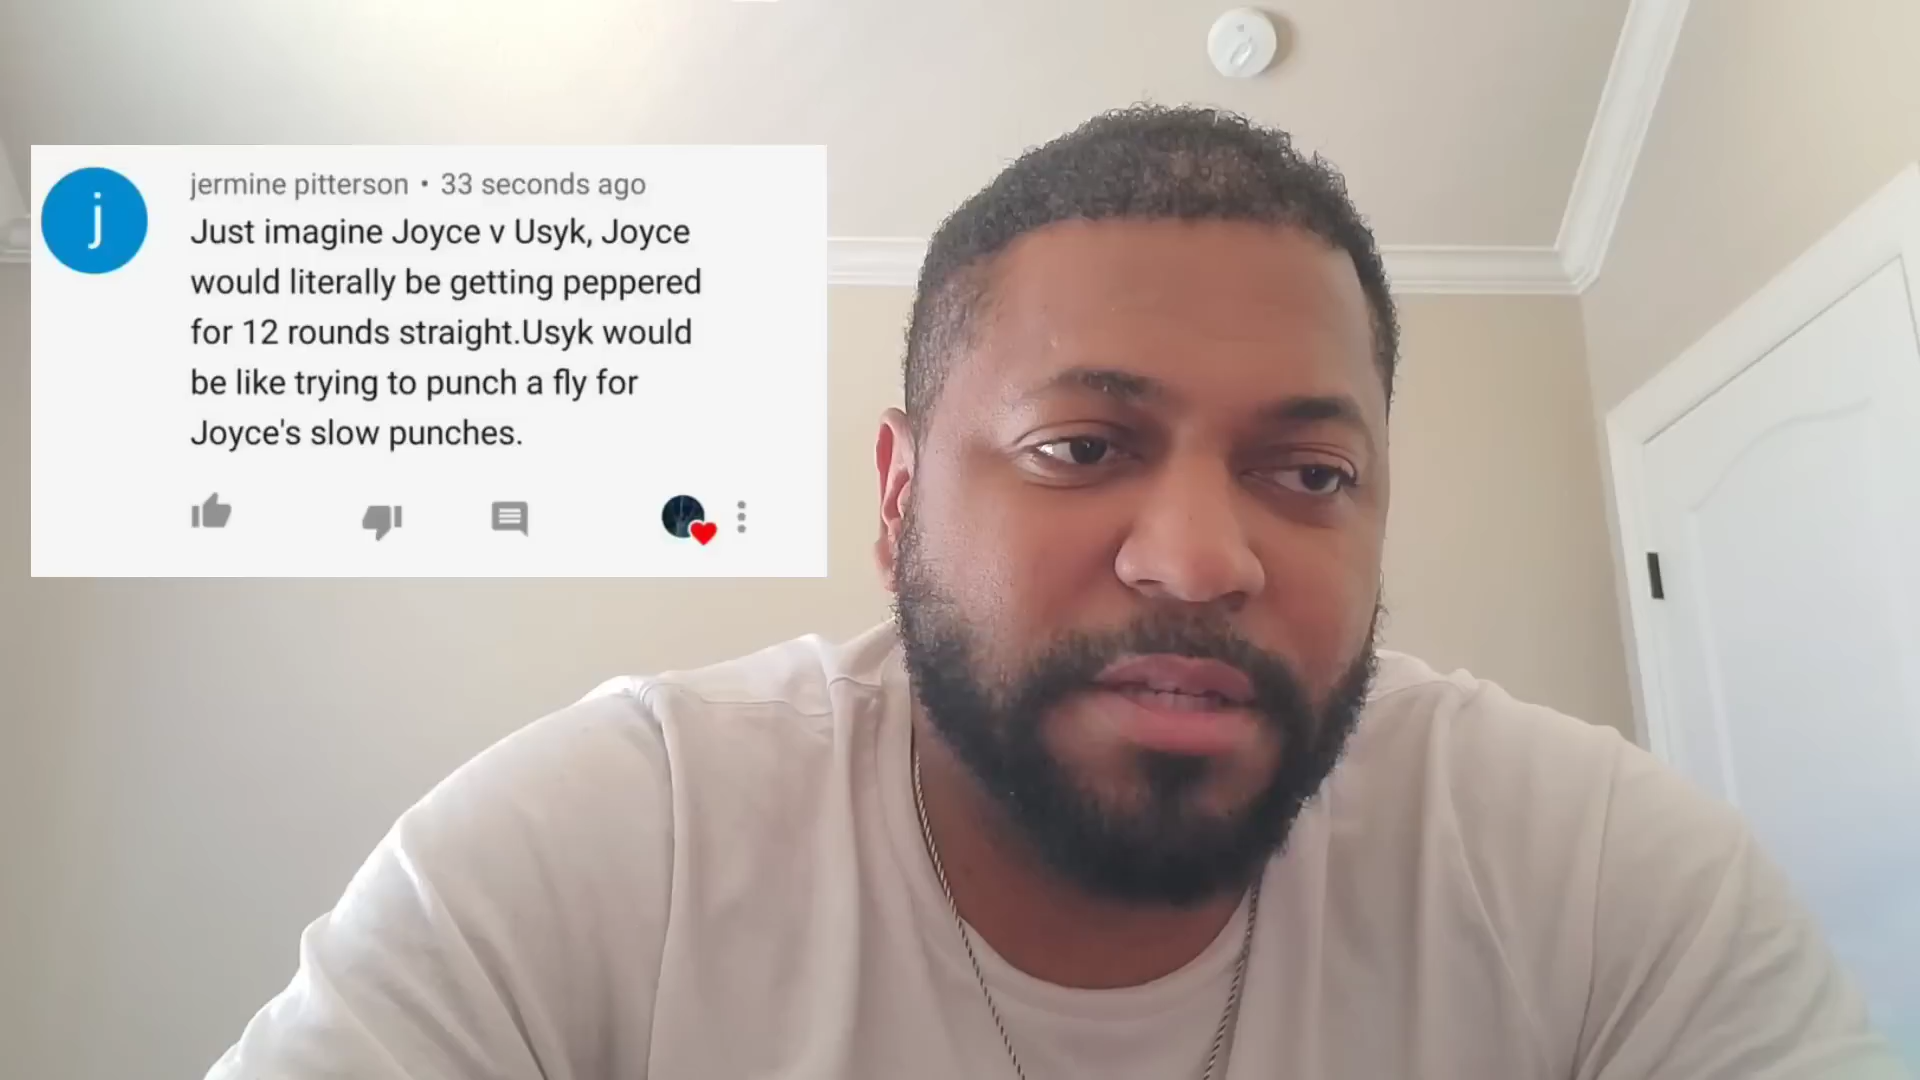 j
jermine pitterson • 33 seconds ago
Just imagine Joyce v Usyk, Joyce
would literally be getting peppered
for 12 rounds straight.Usyk would
be like trying to punch a fly for
Joyce's slow punches.